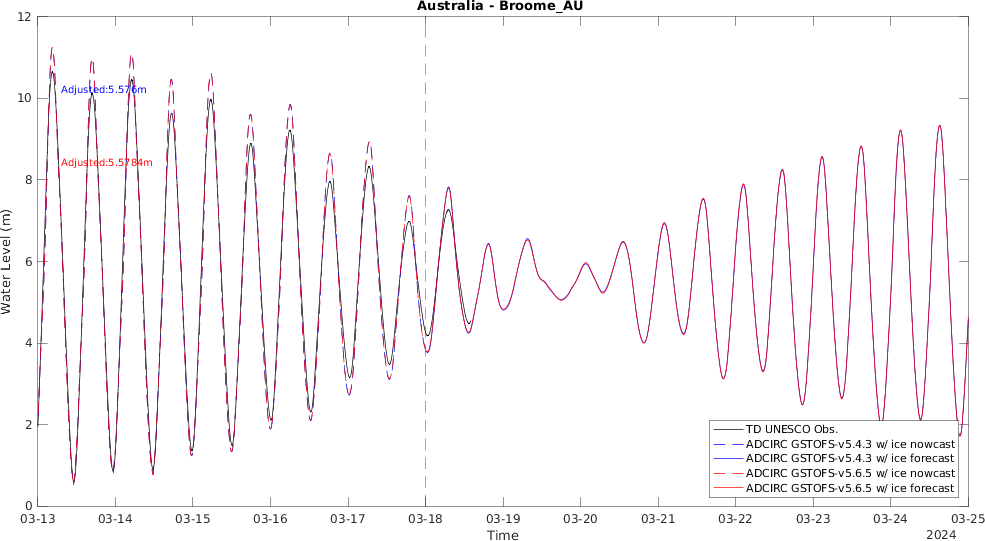 Australia - Broome_AU
12
10
8
6
4
2
0
Water Level (m)
Adjusted:5.576m
Adjusted:5.5784m
TD UNESCO Obs.
ADCIRC GSTOFS-v5.4.3 w/ ice nowcast
ADCIRC GSTOFS-v5.4.3 w/ ice forecast
ADCIRC GSTOFS-v5.6.5 w/ ice nowcast
ADCIRC GSTOFS-v5.6.5 w/ ice forecast
03-13 03-14 03-15 03-16 03-17 03-18 03-19 03-20 03-21 03-22 03-23 03-24 03-25
Time
2024